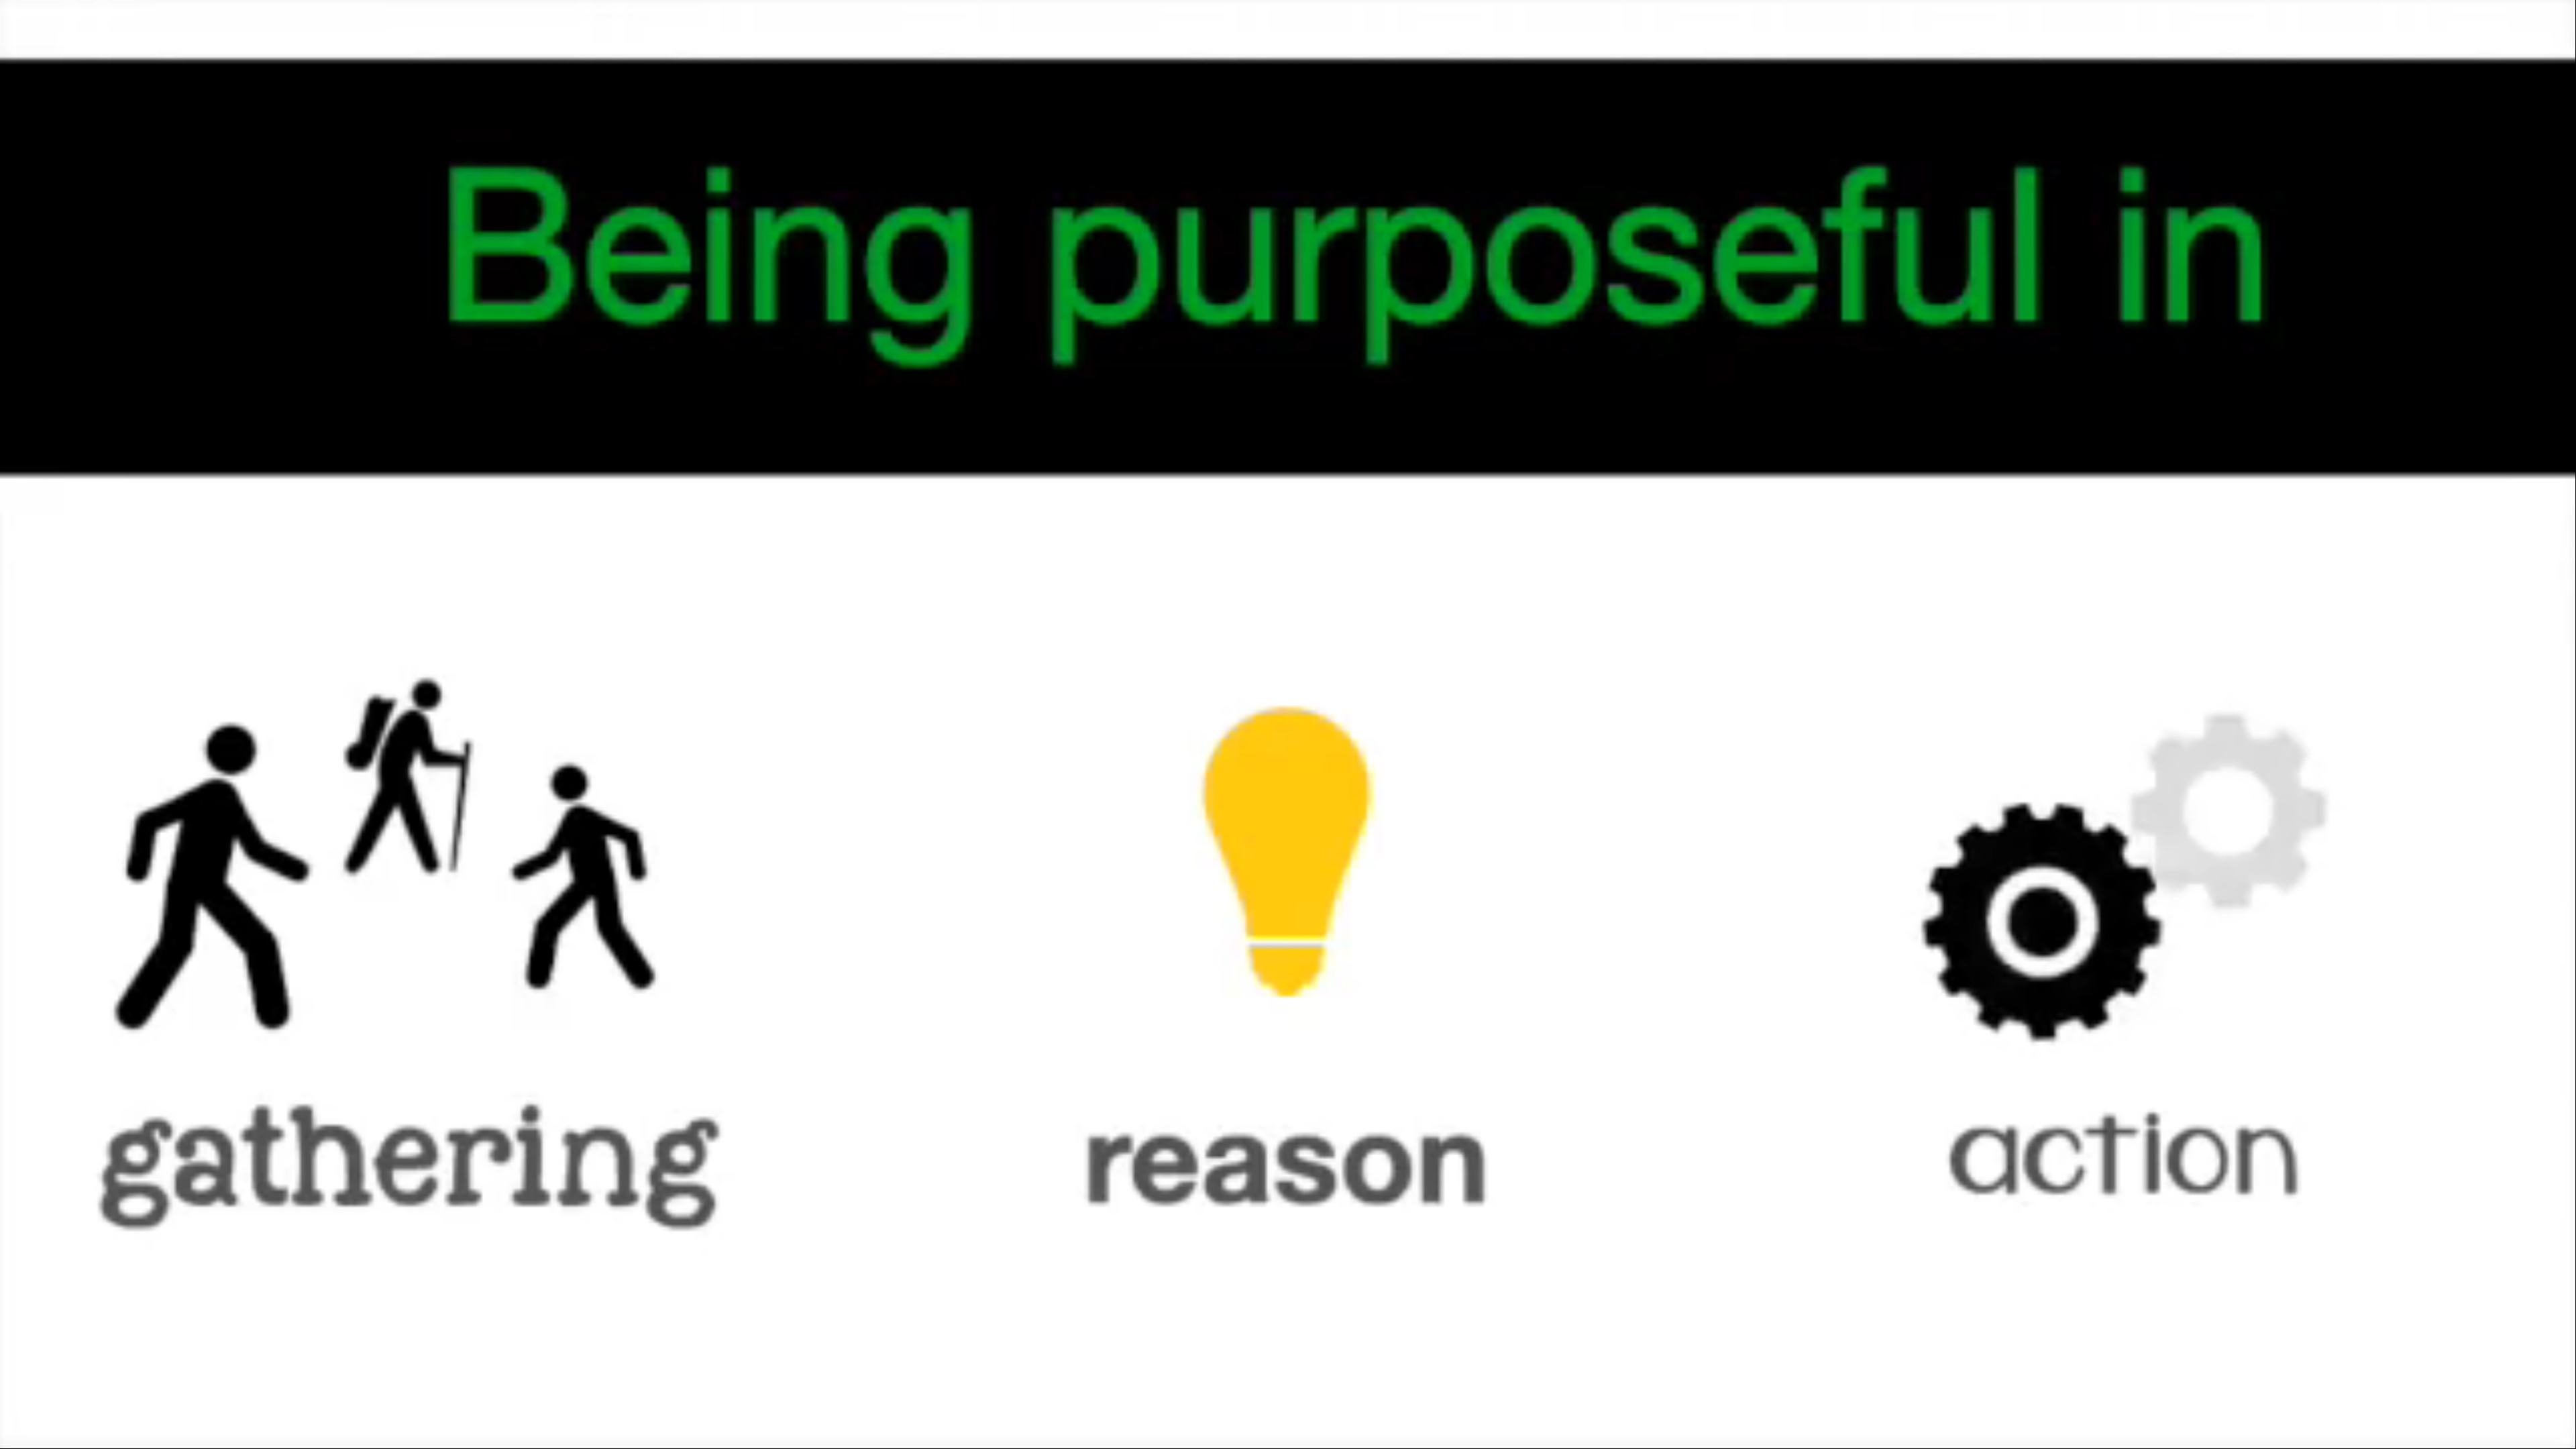 Being purposeful in
gathering
reason
action